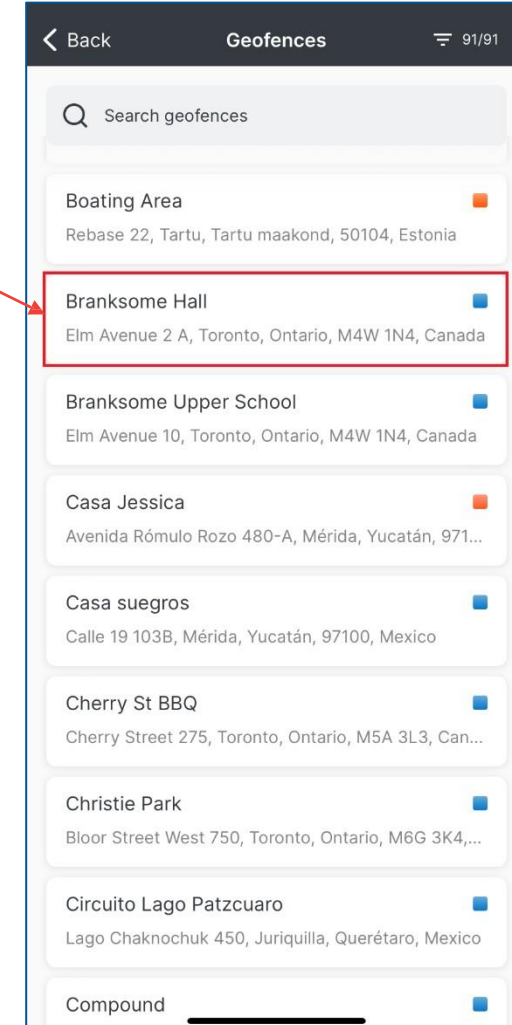 Back
Geofences
91/91
Search geofences
Boating Area
Rebase 22, Tartu, Tartu maakond, 50104, Estonia
Branksome Hall
Elm Avenue 2 A, Toronto, Ontario, M4W 1N4, Canada
Branksome Upper School
Elm Avenue 10, Toronto, Ontario, M4W 1N4, Canada
Casa Jessica
Avenida Rómulo Rozo 480-A, Mérida, Yucatán, 971...
Casa suegros
Calle 19 103B, Mérida, Yucatán, 97100, Mexico
Cherry St BBQ
Cherry Street 275, Toronto, Ontario, M5A 3L3, Can...
Christie Park
Bloor Street West 750, Toronto, Ontario, M6G 3K4,...
Circuito Lago Patzcuaro
Lago Chaknochuk 450, Juriquilla, Querétaro, Mexico
Compound